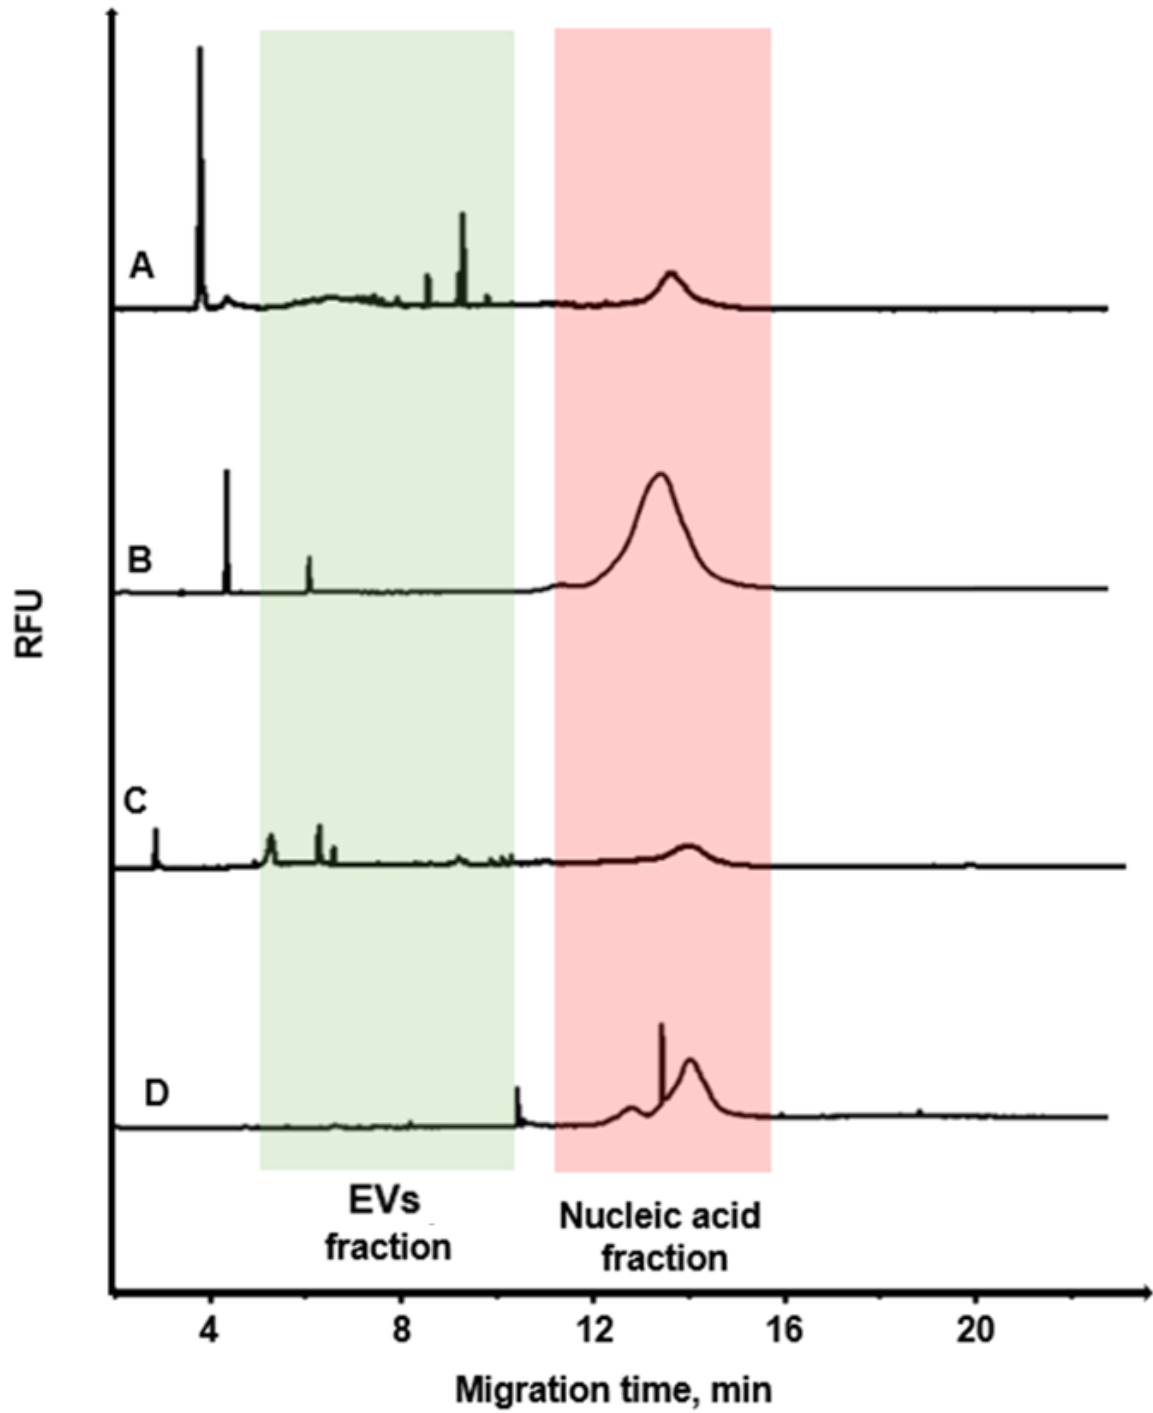 A
B
C
D
RFU
EVs
fraction
Nucleic acid
fraction
4 8 12 16 20
Migration time, min